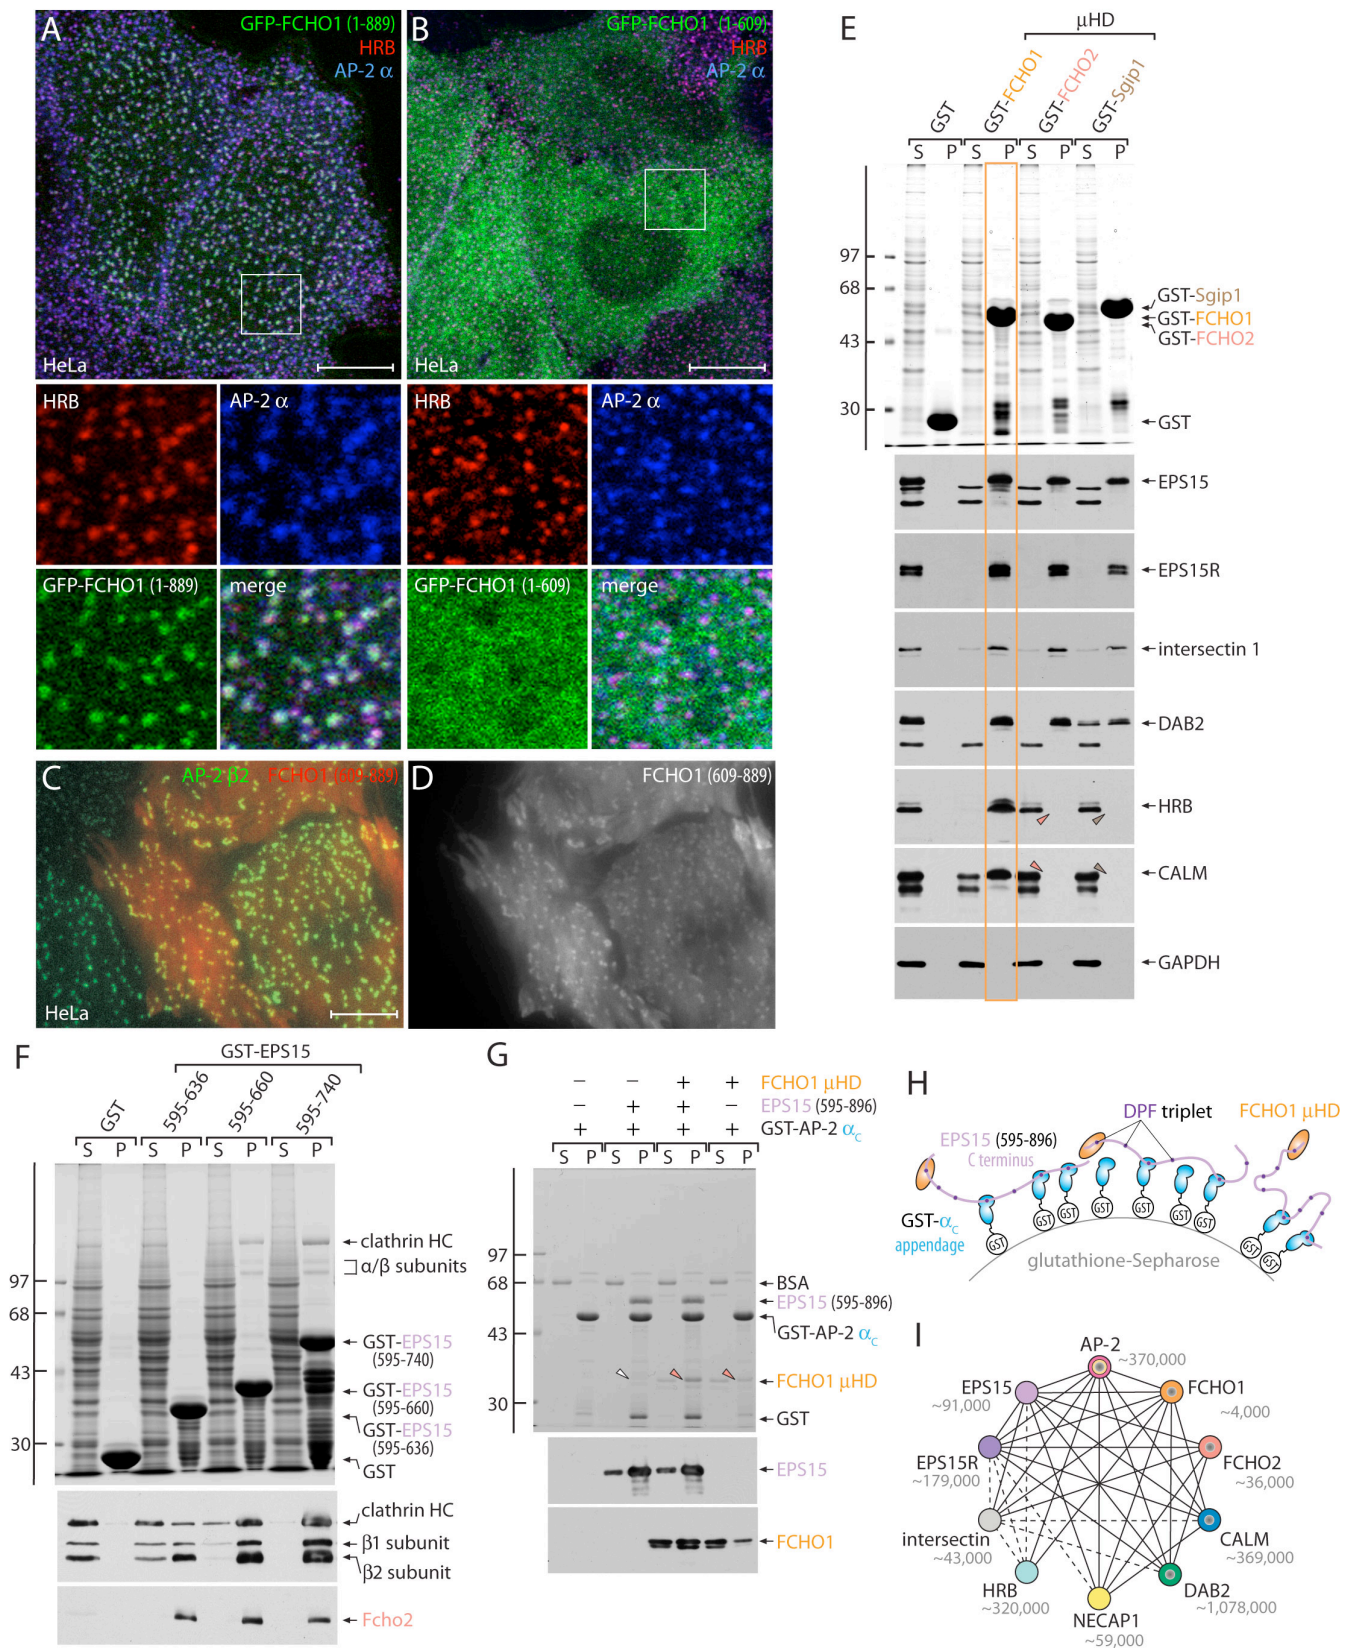 A
GFP-FCHO1 (1-889)
HRB
AP-2 α
HeLa
B
GFP-FCHO1 (1-609)
HRB
AP-2 α
HeLa
HRB
AP-2 α
HRB
AP-2 α
GFP-FCHO1 (1-889)
merge
GFP-FCHO1 (1-609)
merge
C
AP-2 β2
FCHO1 (609-889)
HeLa
D
FCHO1 (609-889)
E
μHD
GST
GST-FCHO1
GST-FCHO2
GST-Sgip1
S P S P S P S P
97
68
43
30
GST-Sgip1
GST-FCHO1
GST-FCHO2
GST
EPS15
EPS15R
intersectin 1
DAB2
HRB
CALM
GAPDH
F
GST-EPS15
GST
595-636
595-660
595-740
S P S P S P S P
97
68
43
30
clathrin HC
α/β subunits
GST-EPS15
(595-740)
GST-EPS15
(595-660)
GST-EPS15
(595-636)
GST
clathrin HC
β1 subunit
β2 subunit
Fcho2
G
– – + + FCHO1 μHD
– + + – EPS15 (595-896)
+ + + + GST-AP-2 αC
S P S P S P S P
97
68
43
30
BSA
EPS15 (595-896)
GST-AP-2 αC
FCHO1 μHD
GST
EPS15
FCHO1
H
DPF triplet
FCHO1 μHD
EPS15 (595-896)
C terminus
GST-αC
appendage
GST
GST
GST
GST
GST
GST
GST
GST
GST
glutathione-Sepharose
I
AP-2
~370,000
EPS15
~91,000
FCHO1
~4,000
EPS15R
~179,000
FCHO2
~36,000
intersectin
~43,000
CALM
~369,000
HRB
~320,000
DAB2
~1,078,000
NECAP1
~59,000